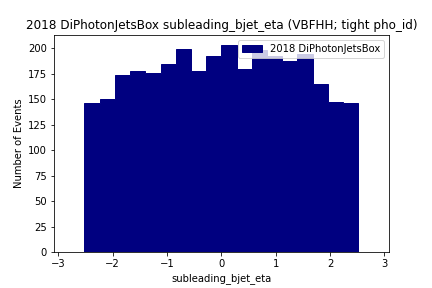 2018 DiPhotonJetsBox subleading_bjet_eta (VBFHH; tight pho_id)
2018 DiPhotonJetsBox
200
175
150
125
100
75
50
25
0
Number of Events
−3 −2 −1 0 1 2 3
subleading_bjet_eta